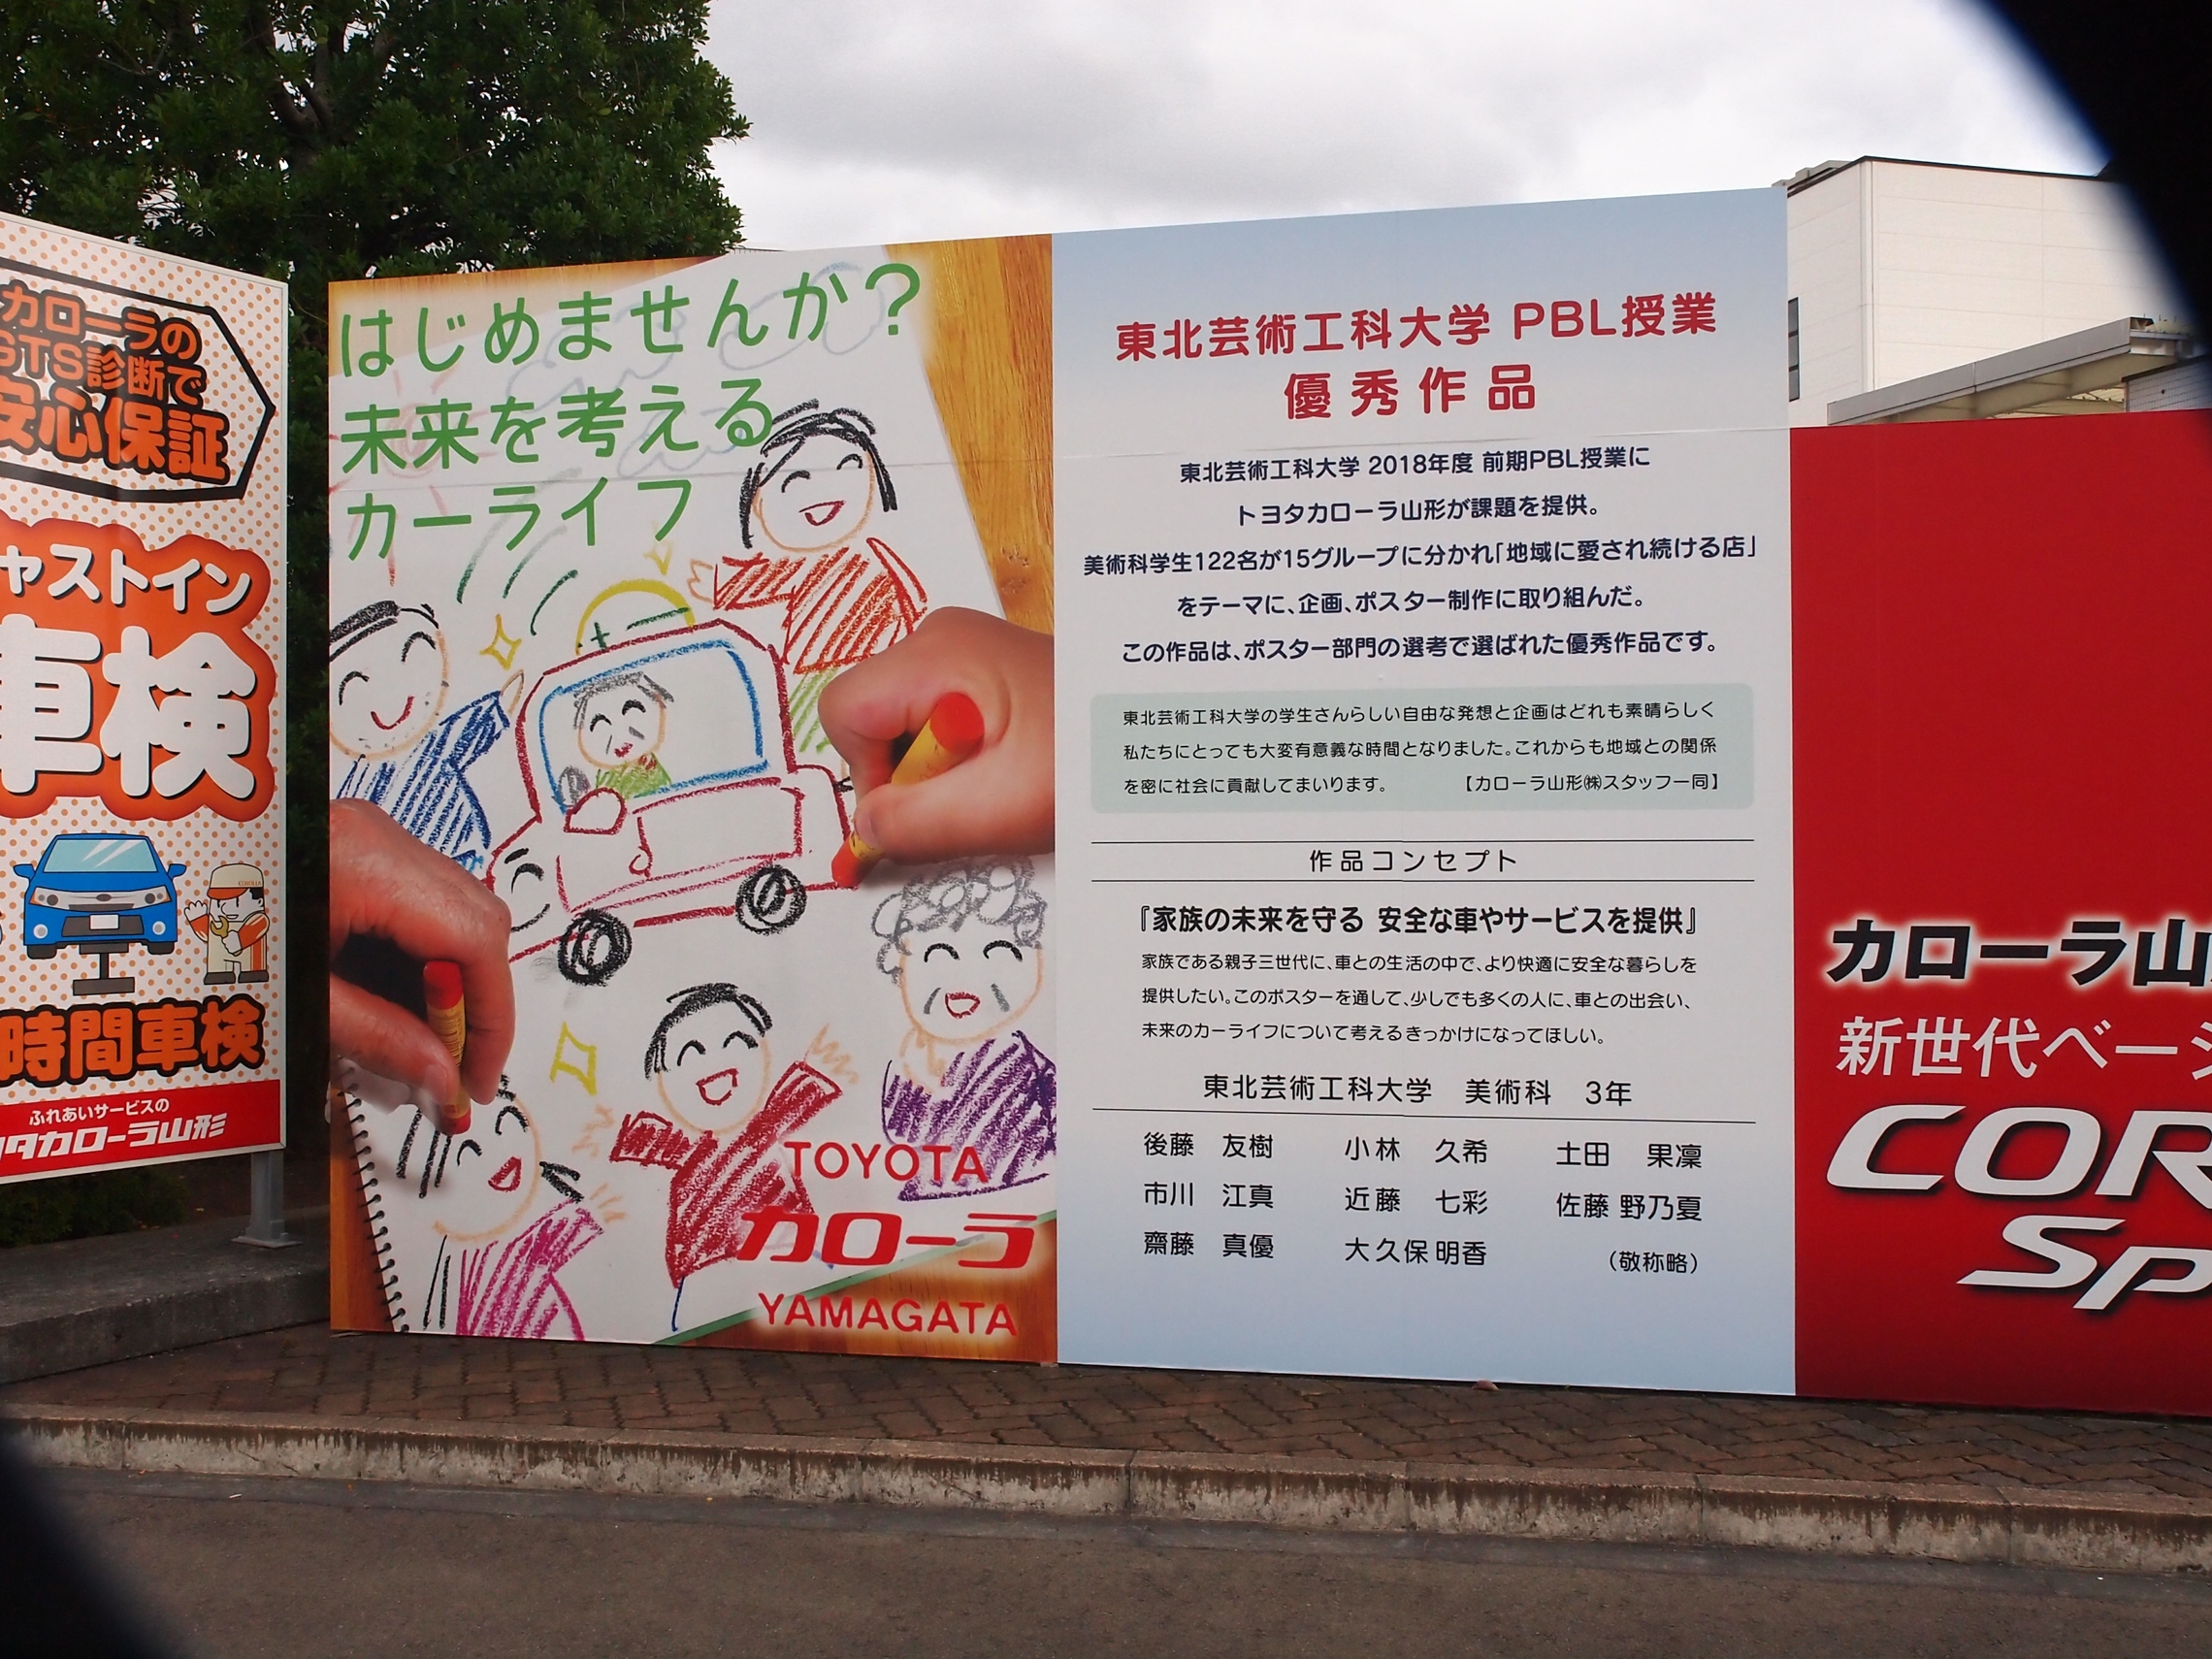 カローラの
GTS診断で
安心保証
ャストイン
車検
時間車検
ふれあいサービスの
タカローラ山形
はじめませんか?
未来を考える
カーライフ
TOYOTA
カローラ
YAMAGATA
東北芸術工科大学 PBL授業
優秀作品
東北芸術工科大学 2018年度 前期PBL授業に
トヨタカローラ山形が課題を提供。
美術科学生122名が15グループに分かれ「地域に愛され続ける店」
をテーマに、企画、ポスター制作に取り組んだ。
この作品は、ポスター部門の選考で選ばれた優秀作品です。
東北芸術工科大学の学生さんらしい自由な発想と企画はどれも素晴らしく
私たちにとっても大変有意義な時間となりました。これからも地域との関係
を密に社会に貢献してまいります。 【カローラ山形㈱スタッフ一同】
作品コンセプト
『家族の未来を守る 安全な車やサービスを提供』
家族である親子三世代に、車との生活の中で、より快適に安全な暮らしを
提供したい。このポスターを通して、少しでも多くの人に、車との出会い、
未来のカーライフについて考えるきっかけになってほしい。
東北芸術工科大学 美術科 3年
後藤 友樹 小林 久希 土田 果凜
市川 江真 近藤 七彩 佐藤 野乃夏
齋藤 真優 大久保 明香 (敬称略)
カローラ山
新世代ベーシ
COR
Sp